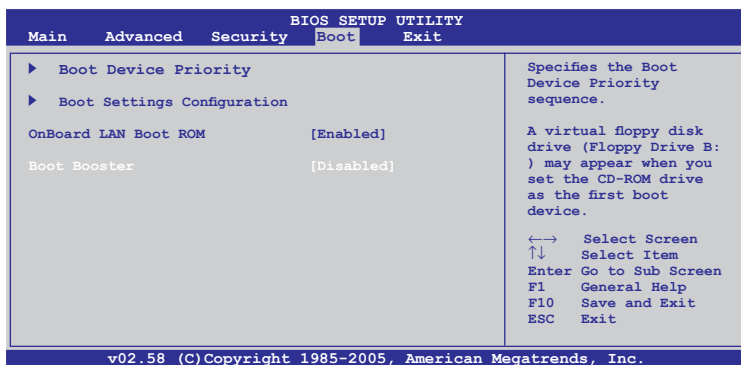 BIOS SETUP UTILITY
Main Advanced Security Boot Exit
Boot Device Priority
Boot Settings Configuration
OnBoard LAN Boot ROM [Enabled]
Boot Booster [Disabled]
Specifies the Boot
Device Priority
sequence.
A virtual floppy disk
drive (Floppy Drive B:
) may appear when you
set the CD-ROM drive
as the first boot
device.
←→ Select Screen
↑↓ Select Item
Enter Go to Sub Screen
F1 General Help
F10 Save and Exit
ESC Exit
v02.58 (C)Copyright 1985-2005, American Megatrends, Inc.